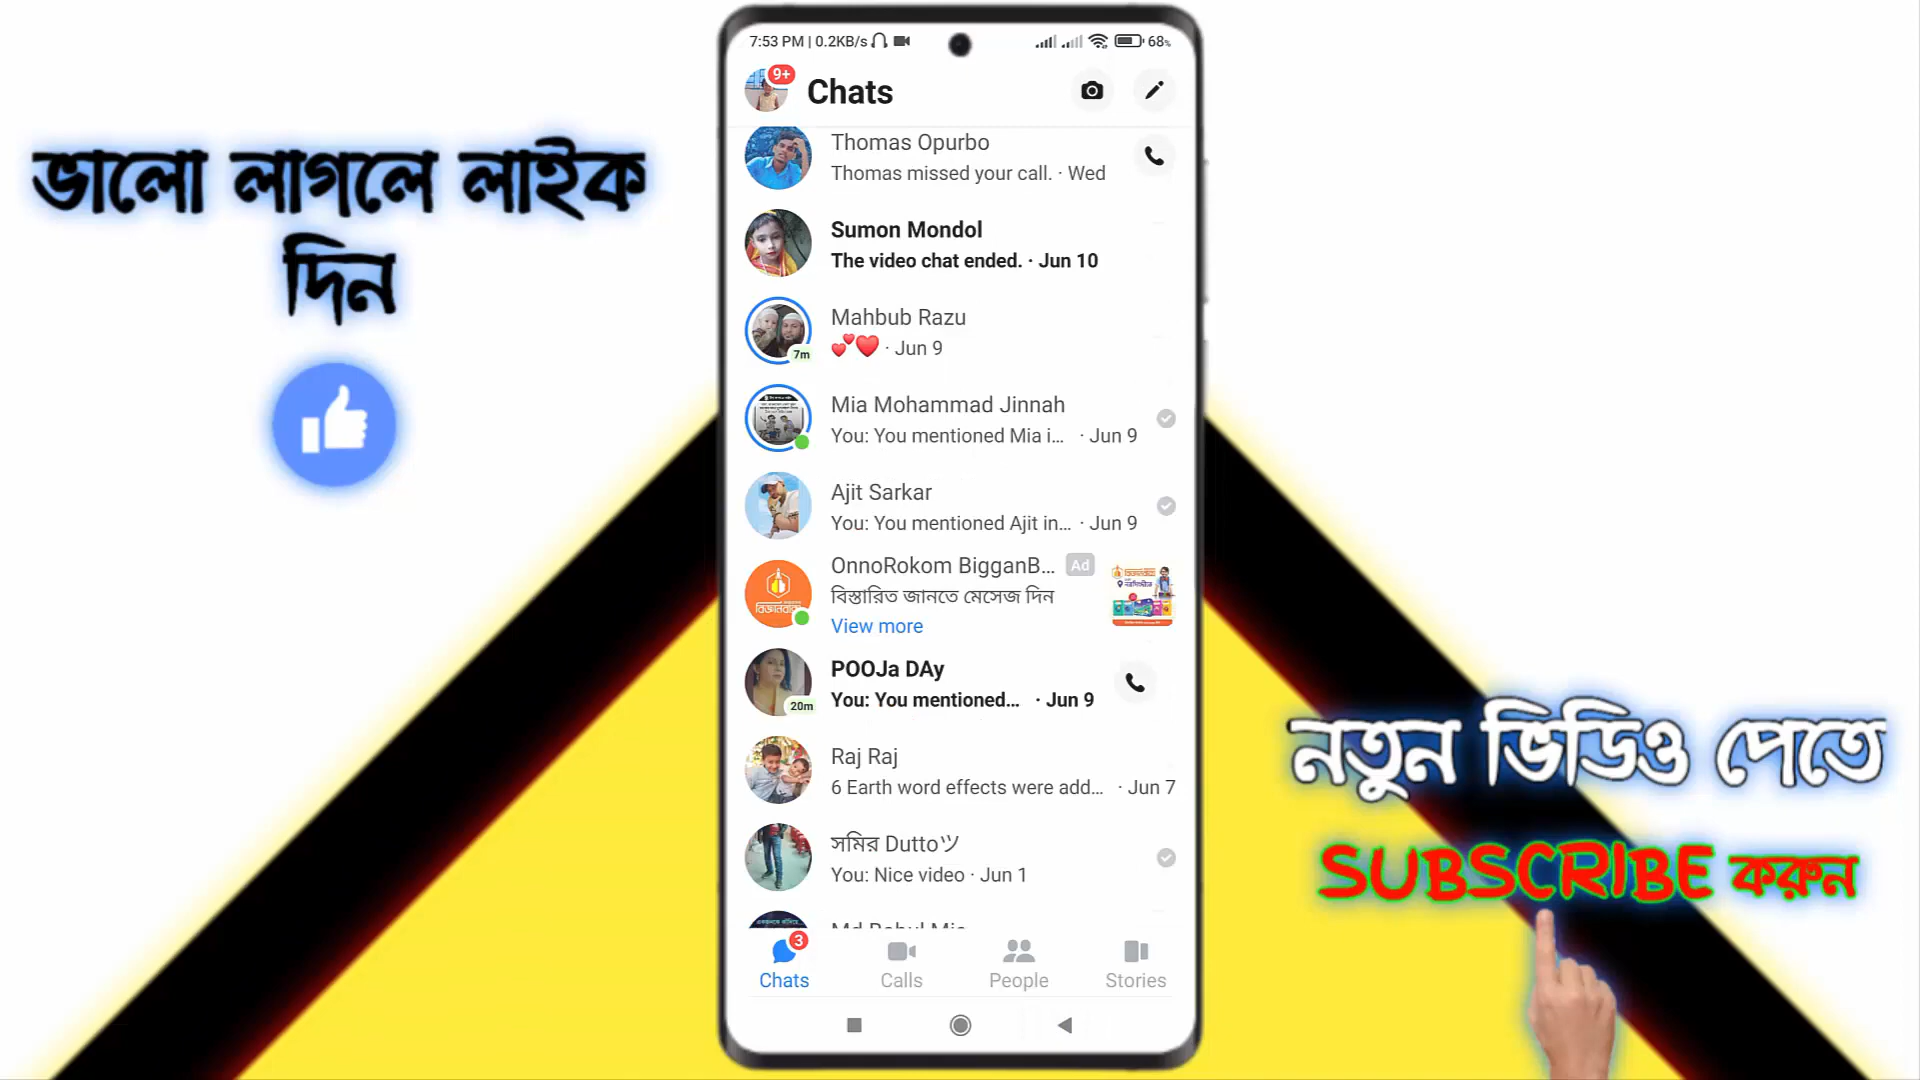 ভালো লাগলে লাইক
দিন
7:53 PM | 0.2KB/s
68%
9+
Chats
Thomas Opurbo
Thomas missed your call. · Wed
Sumon Mondol
The video chat ended. · Jun 10
Mahbub Razu
💕❤ · Jun 9
7m
Mia Mohammad Jinnah
You: You mentioned Mia i... · Jun 9
Ajit Sarkar
You: You mentioned Ajit in... · Jun 9
OnnoRokom BigganB... Ad
বিস্তারিত জানতে মেসেজ দিন
View more
বিজ্ঞানবাক্স
POOJa DAy
You: You mentioned... · Jun 9
20m
Raj Raj
6 Earth word effects were add... · Jun 7
সমির Duttoツ
You: Nice video · Jun 1
3
Chats
Calls
People
Stories
নতুন ভিডিও পেতে
SUBSCRIBE করুন